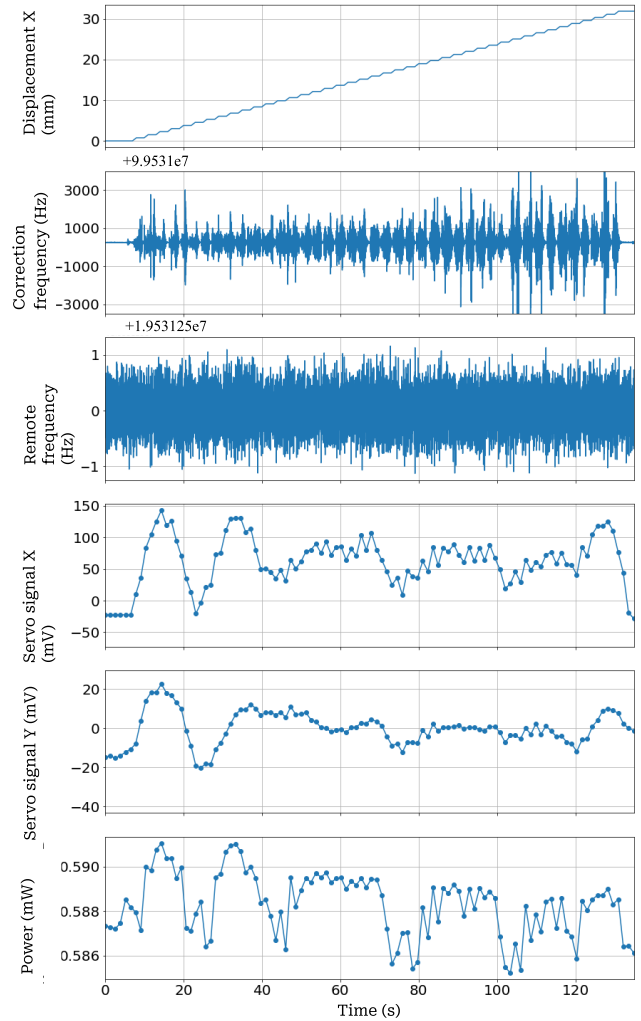 Displacement X
(mm)
30
20
10
0
+9.9531e7
Correction
frequency (Hz)
3000
1000
−1000
−3000
+1.953125e7
Remote
frequency
(Hz)
1
0
−1
Servo signal X
(mV)
150
100
50
0
−50
Servo signal Y (mV)
20
0
−20
−40
Power (mW)
0.590
0.588
0.586
0
20
40
60
80
100
120
Time (s)